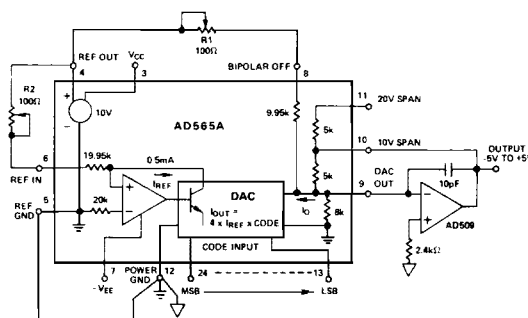 R1
100Ω
REF OUT
4
VCC
3
BIPOLAR OFF
8
R2
100Ω
+
10V
−
AD565A
9.95k
11
20V SPAN
5k
10
10V SPAN
5k
6
REF IN
19.95k
0.5mA
IREF
5
REF
GND
20k
+
−
DAC
IOUT =
4 x IREF x CODE
CODE INPUT
IO
8k
9
DAC
OUT
10pF
−
+
AD509
OUTPUT
-5V TO +5V
2.4kΩ
7
-VEE
POWER
GND
12
24
13
MSB
LSB